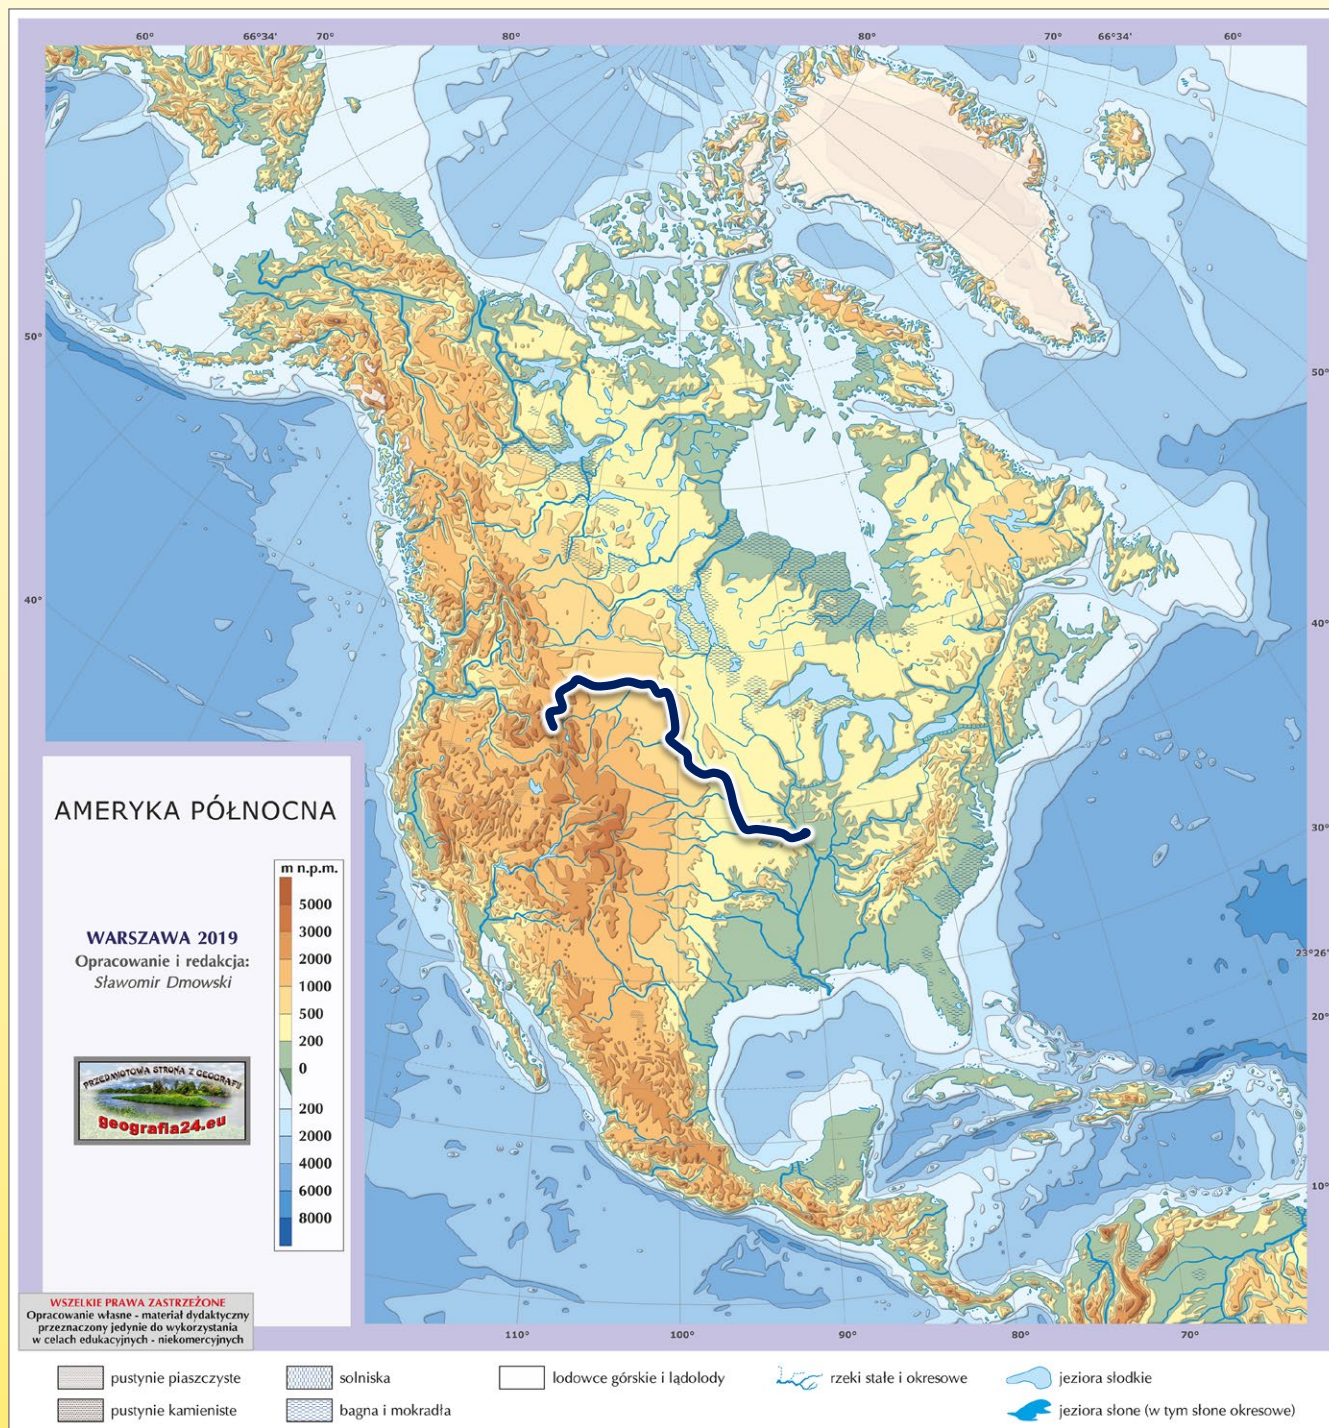 60° 66°34' 70° 80° 80° 70° 66°34' 60°
50°
50°
40°
40°
30°
23°26'
20°
10°
AMERYKA PÓŁNOCNA
WARSZAWA 2019
Opracowanie i redakcja:
Sławomir Dmowski
m n.p.m.
5000
3000
2000
1000
500
200
0
200
2000
4000
6000
8000
PRZEDMIOTOWA STRONA Z GEOGRAFII
geografia24.eu
WSZELKIE PRAWA ZASTRZEŻONE
Opracowanie własne - materiał dydaktyczny
przeznaczony jedynie do wykorzystania
w celach edukacyjnych - niekomercyjnych
110° 100° 90° 80° 70°
pustynie piaszczyste
solniska
lodowce górskie i lądolody
rzeki stałe i okresowe
jeziora słodkie
pustynie kamieniste
bagna i mokradła
jeziora słone (w tym słone okresowe)